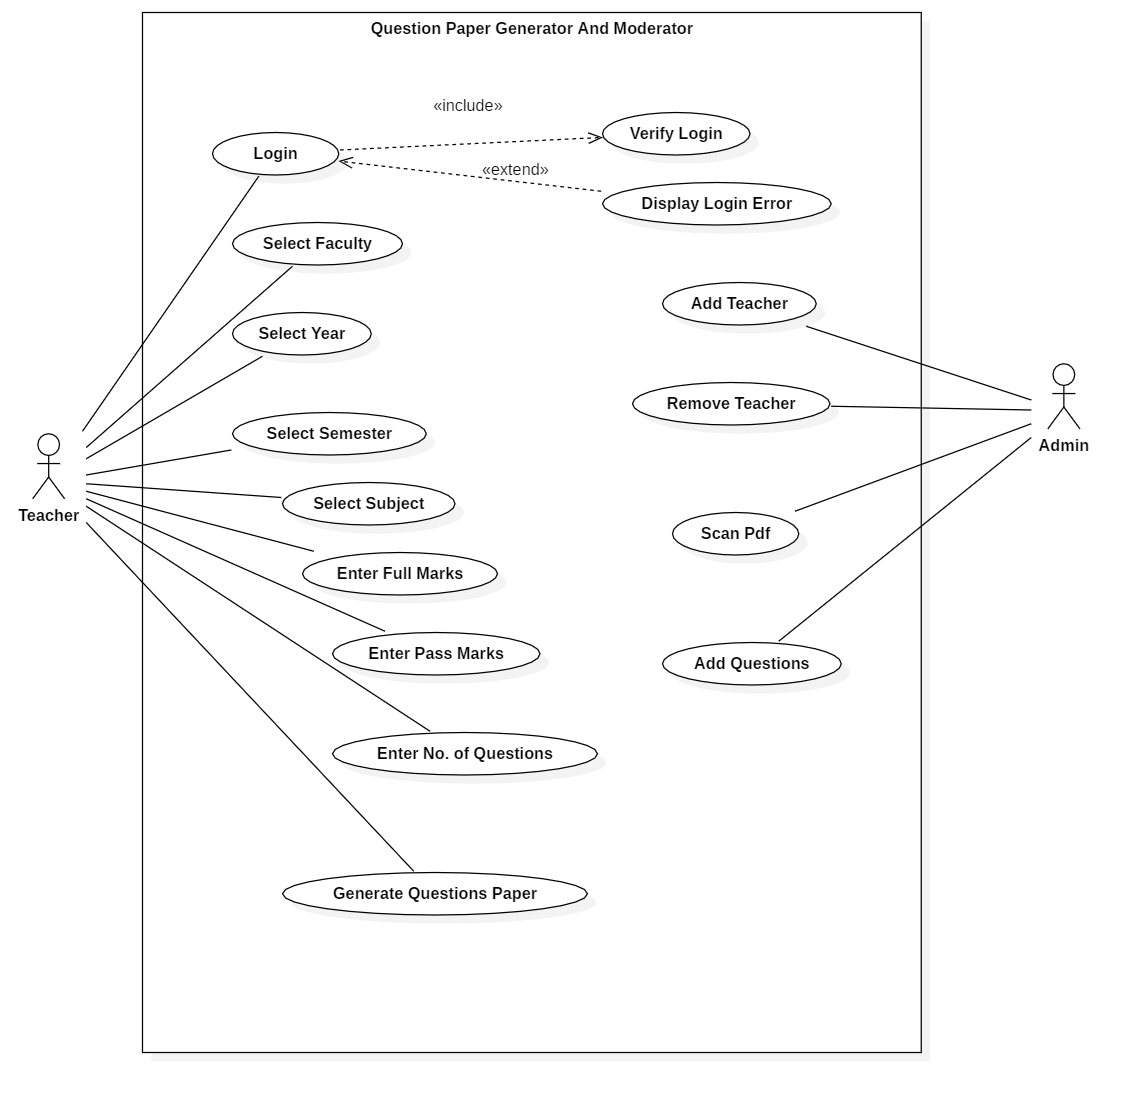 Question Paper Generator And Moderator
«include»
Verify Login
Login
«extend»
Display Login Error
Select Faculty
Add Teacher
Select Year
Remove Teacher
Select Semester
Admin
Select Subject
Teacher
Scan Pdf
Enter Full Marks
Enter Pass Marks
Add Questions
Enter No. of Questions
Generate Questions Paper